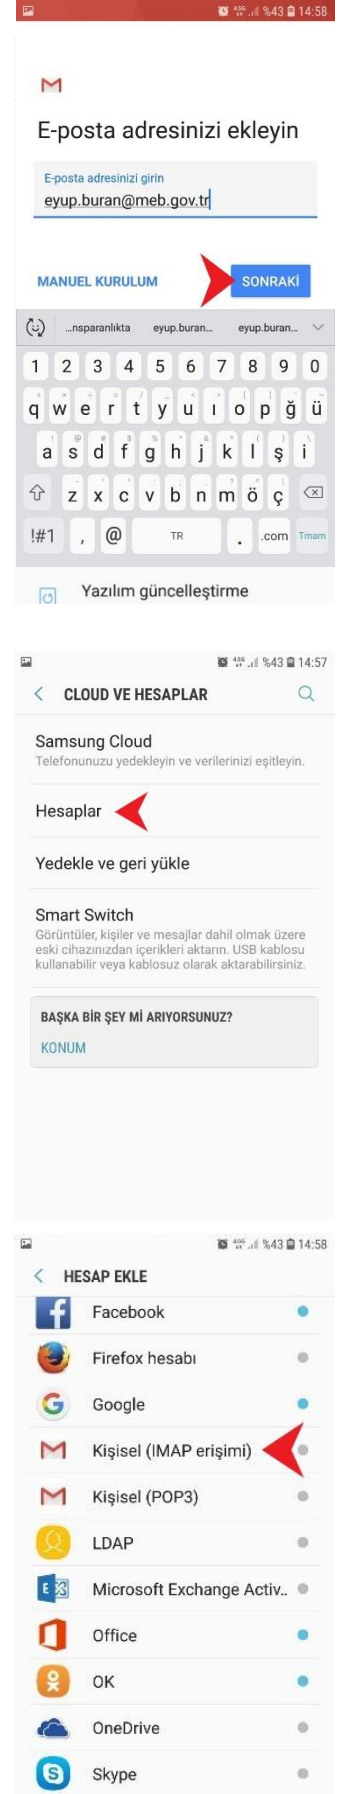 %43 14:58
E-posta adresinizi ekleyin
E-posta adresinizi girin
eyup.buran@meb.gov.tr
MANUEL KURULUM
SONRAKİ
...nsparanlıkta eyup.buran... eyup.buran...
1 2 3 4 5 6 7 8 9 0
q w e r t y u ı o p ğ ü
a s d f g h j k l ş i
z x c v b n m ö ç
!#1 , @ TR . .com Tmam
Yazılım güncelleştirme
%43 14:57
CLOUD VE HESAPLAR
Samsung Cloud
Telefonunuzu yedekleyin ve verilerinizi eşitleyin.
Hesaplar
Yedekle ve geri yükle
Smart Switch
Görüntüler, kişiler ve mesajlar dahil olmak üzere
eski cihazınızdan içerikleri aktarın. USB kablosu
kullanabilir veya kablosuz olarak aktarabilirsiniz.
BAŞKA BİR ŞEY Mİ ARIYORSUNUZ?
KONUM
%43 14:58
HESAP EKLE
Facebook
Firefox hesabı
Google
Kişisel (IMAP erişimi)
Kişisel (POP3)
LDAP
Microsoft Exchange Activ..
Office
OK
OneDrive
Skype